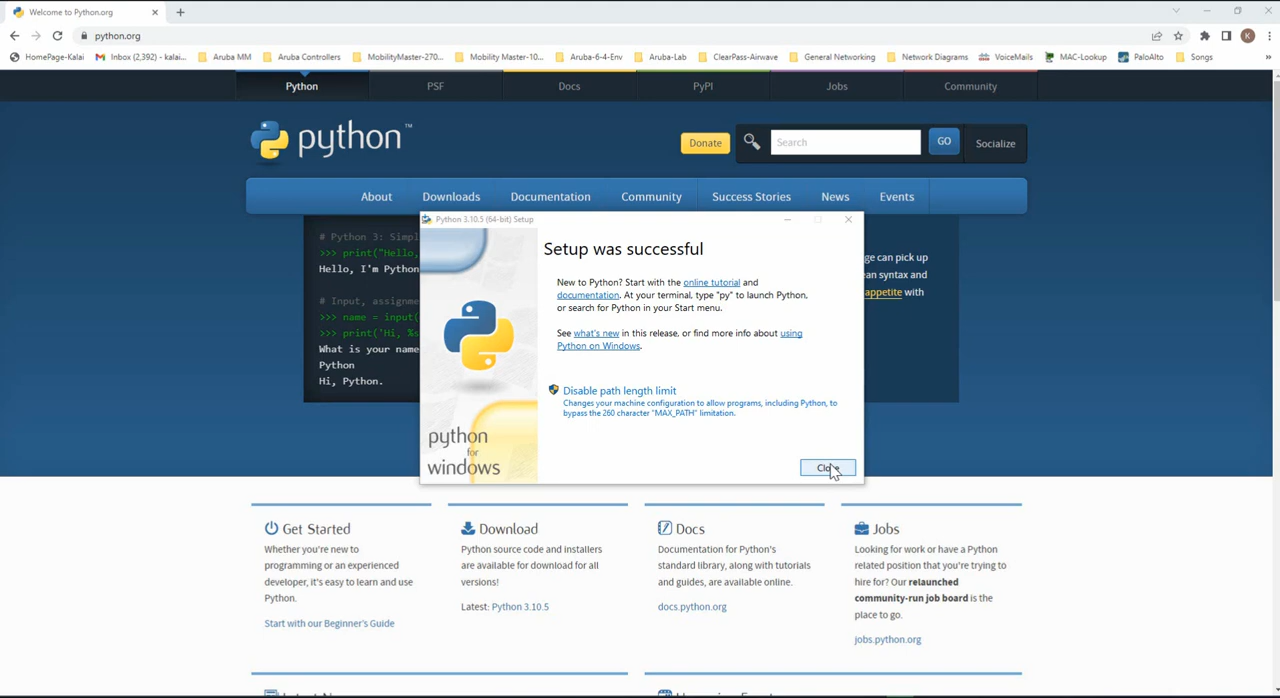 Welcome to Python.org
python.org
HomePage-Kalai
Inbox (2,392) - kalai...
Aruba MM
Aruba Controllers
MobilityMaster-270...
Mobility Master-10...
Aruba-6-4-Env
Aruba-Lab
ClearPass-Airwave
General Networking
Network Diagrams
VoiceMails
MAC-Lookup
PaloAlto
Songs
»
K
Python
PSF
Docs
PyPI
Jobs
Community
python™
Donate
Search
GO
Socialize
About
Downloads
Documentation
Community
Success Stories
News
Events
# Python 3: Simpl
>>> print("Hello,
Hello, I'm Python
# Input, assignme
>>> name = input(
>>> print('Hi, %s
What is your name
Python
Hi, Python.
ge can pick up
ean syntax and
appetite with
Python 3.10.5 (64-bit) Setup
Setup was successful
New to Python? Start with the online tutorial and
documentation. At your terminal, type "py" to launch Python,
or search for Python in your Start menu.
See what's new in this release, or find more info about using
Python on Windows.
Disable path length limit
Changes your machine configuration to allow programs, including Python, to
bypass the 260 character "MAX_PATH" limitation.
python
for
windows
Close
Get Started
Whether you're new to
programming or an experienced
developer, it's easy to learn and use
Python.
Start with our Beginner's Guide
Download
Python source code and installers
are available for download for all
versions!
Latest: Python 3.10.5
Docs
Documentation for Python's
standard library, along with tutorials
and guides, are available online.
docs.python.org
Jobs
Looking for work or have a Python
related position that you're trying to
hire for? Our relaunched
community-run job board is the
place to go.
jobs.python.org